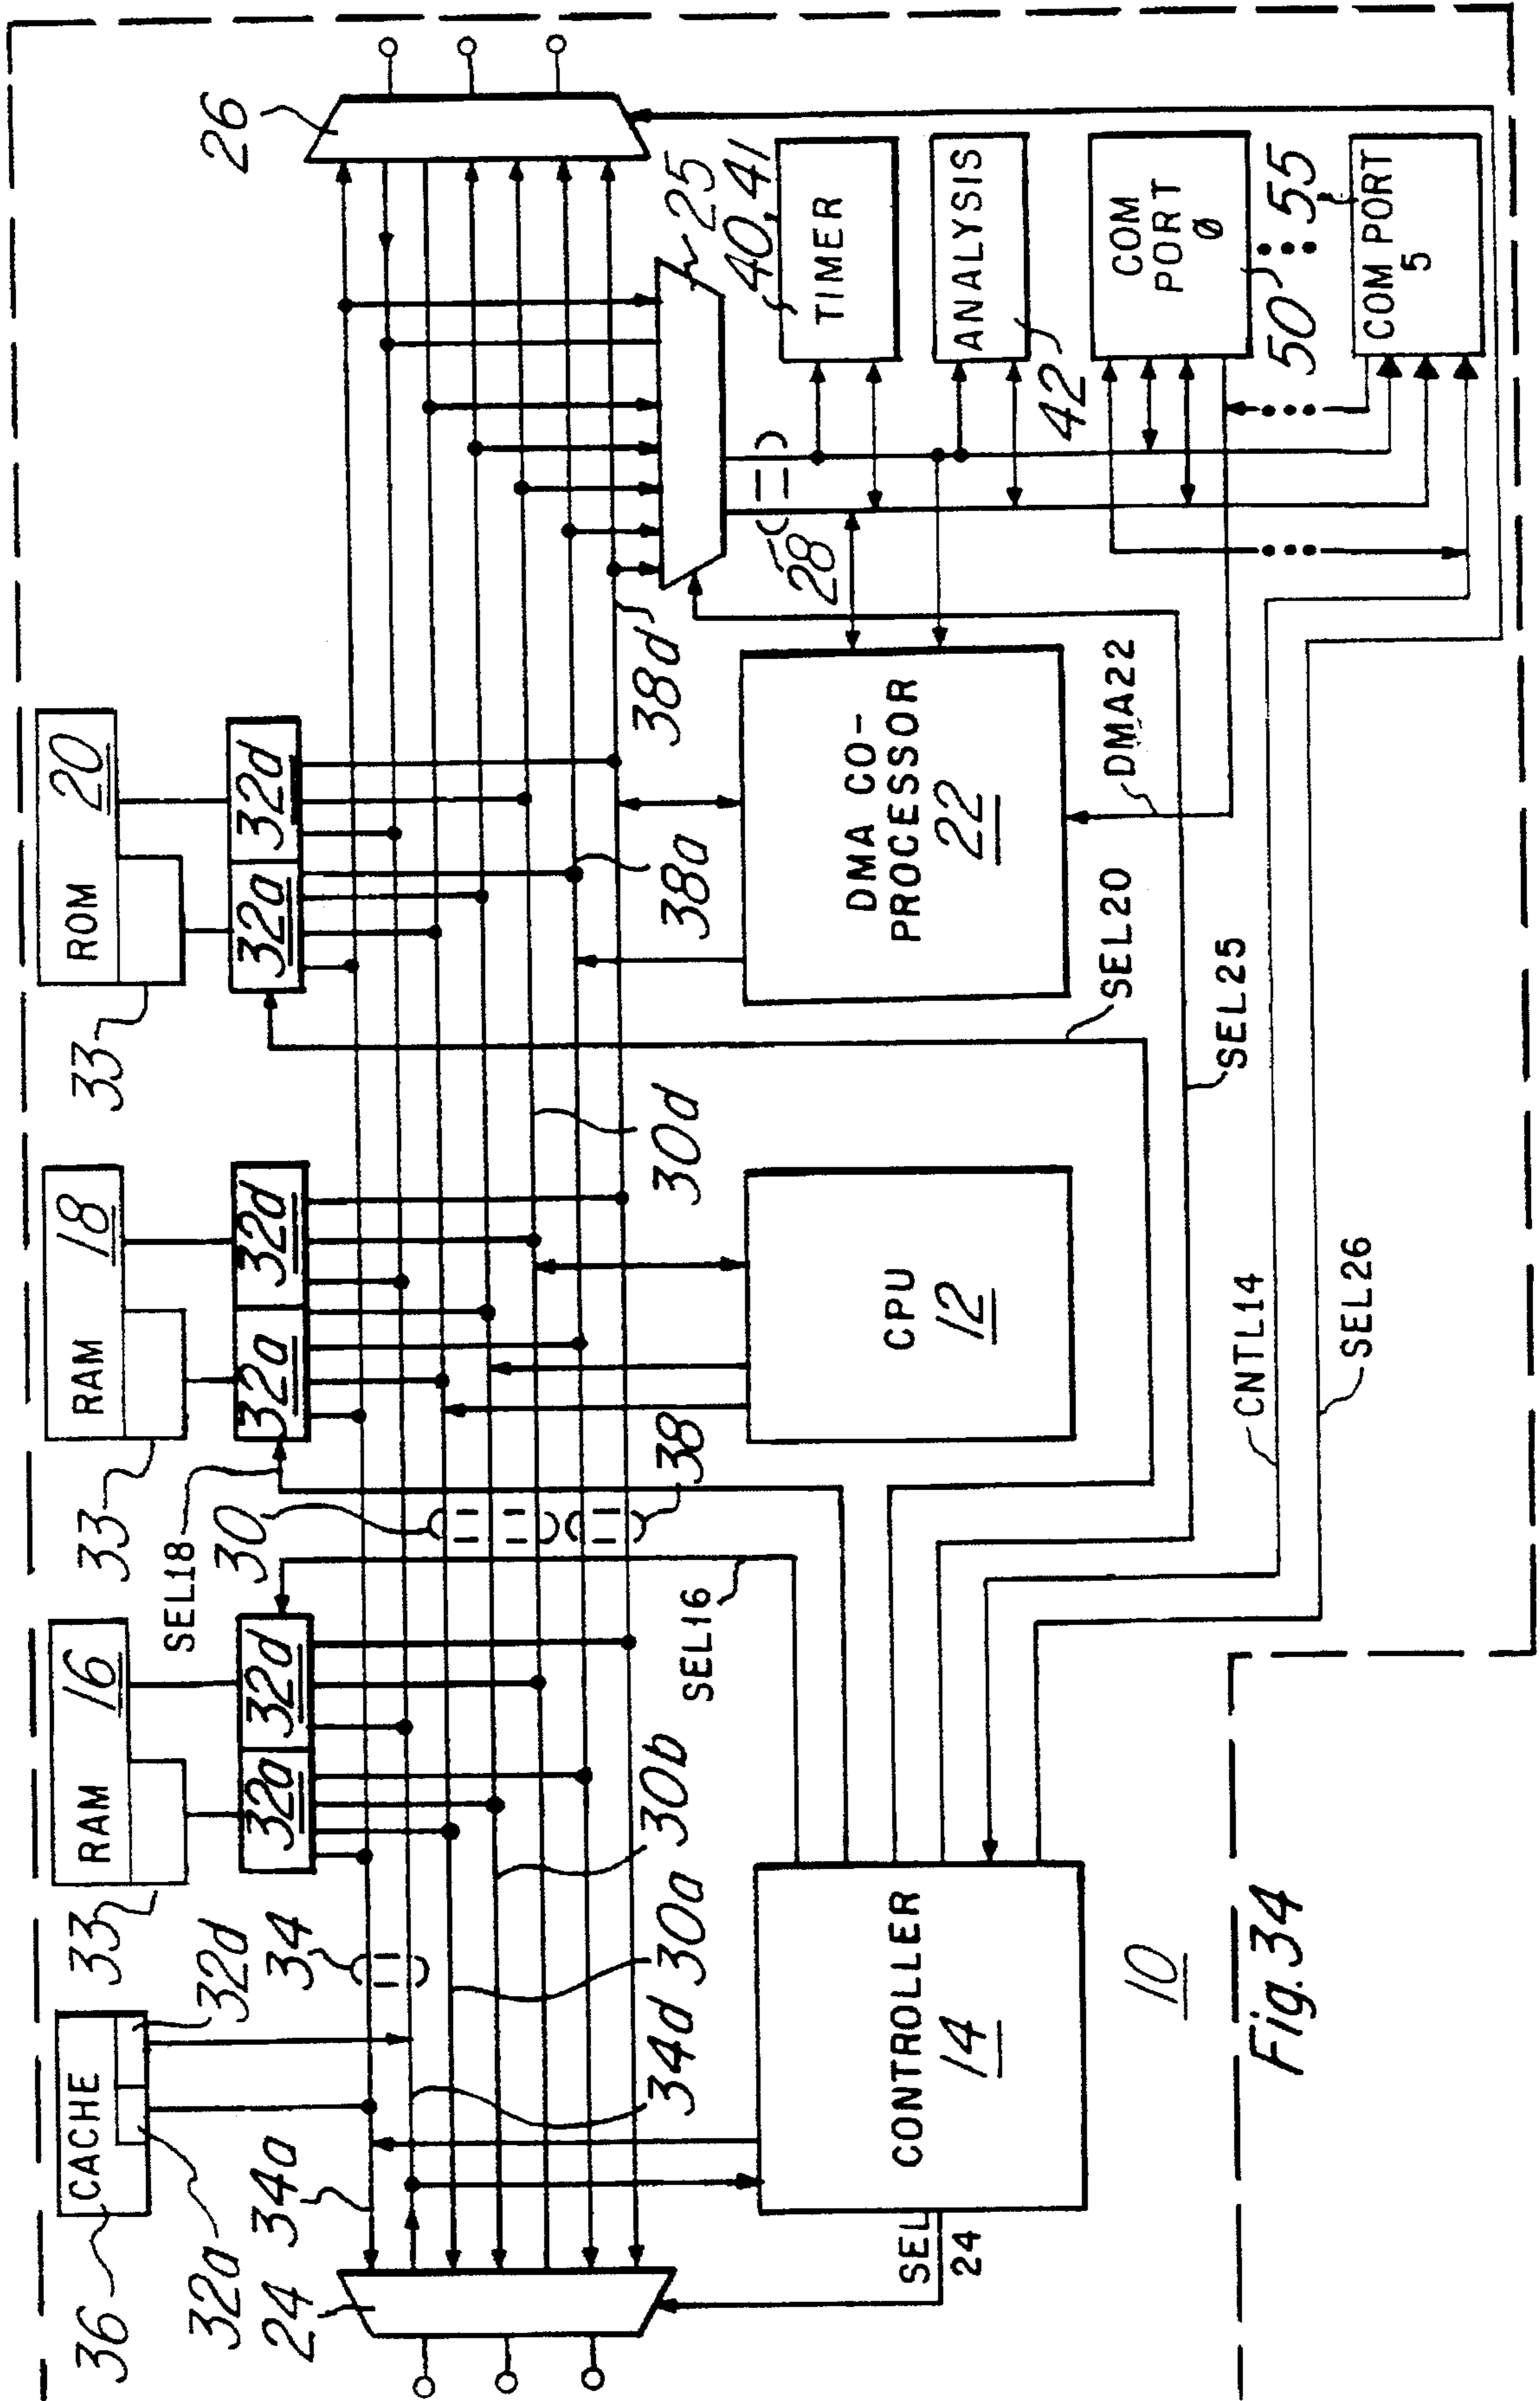 36
CACHE
32a
32d
33
RAM
16
32a
32d
33
RAM
18
32a
32d
33
ROM
20
32a
32d
26
24
34a
34
SEL18
30
34d
30a
30b
SEL16
38
30d
38a
38d
25
28
40, 41
TIMER
42
ANALYSIS
COM
PORT
Ø
50
55
COM PORT
5
SEL
24
CONTROLLER
14
CPU
12
DMA CO-
PROCESSOR
22
SEL20
DMA22
SEL25
CNTL14
SEL26
10
Fig.34